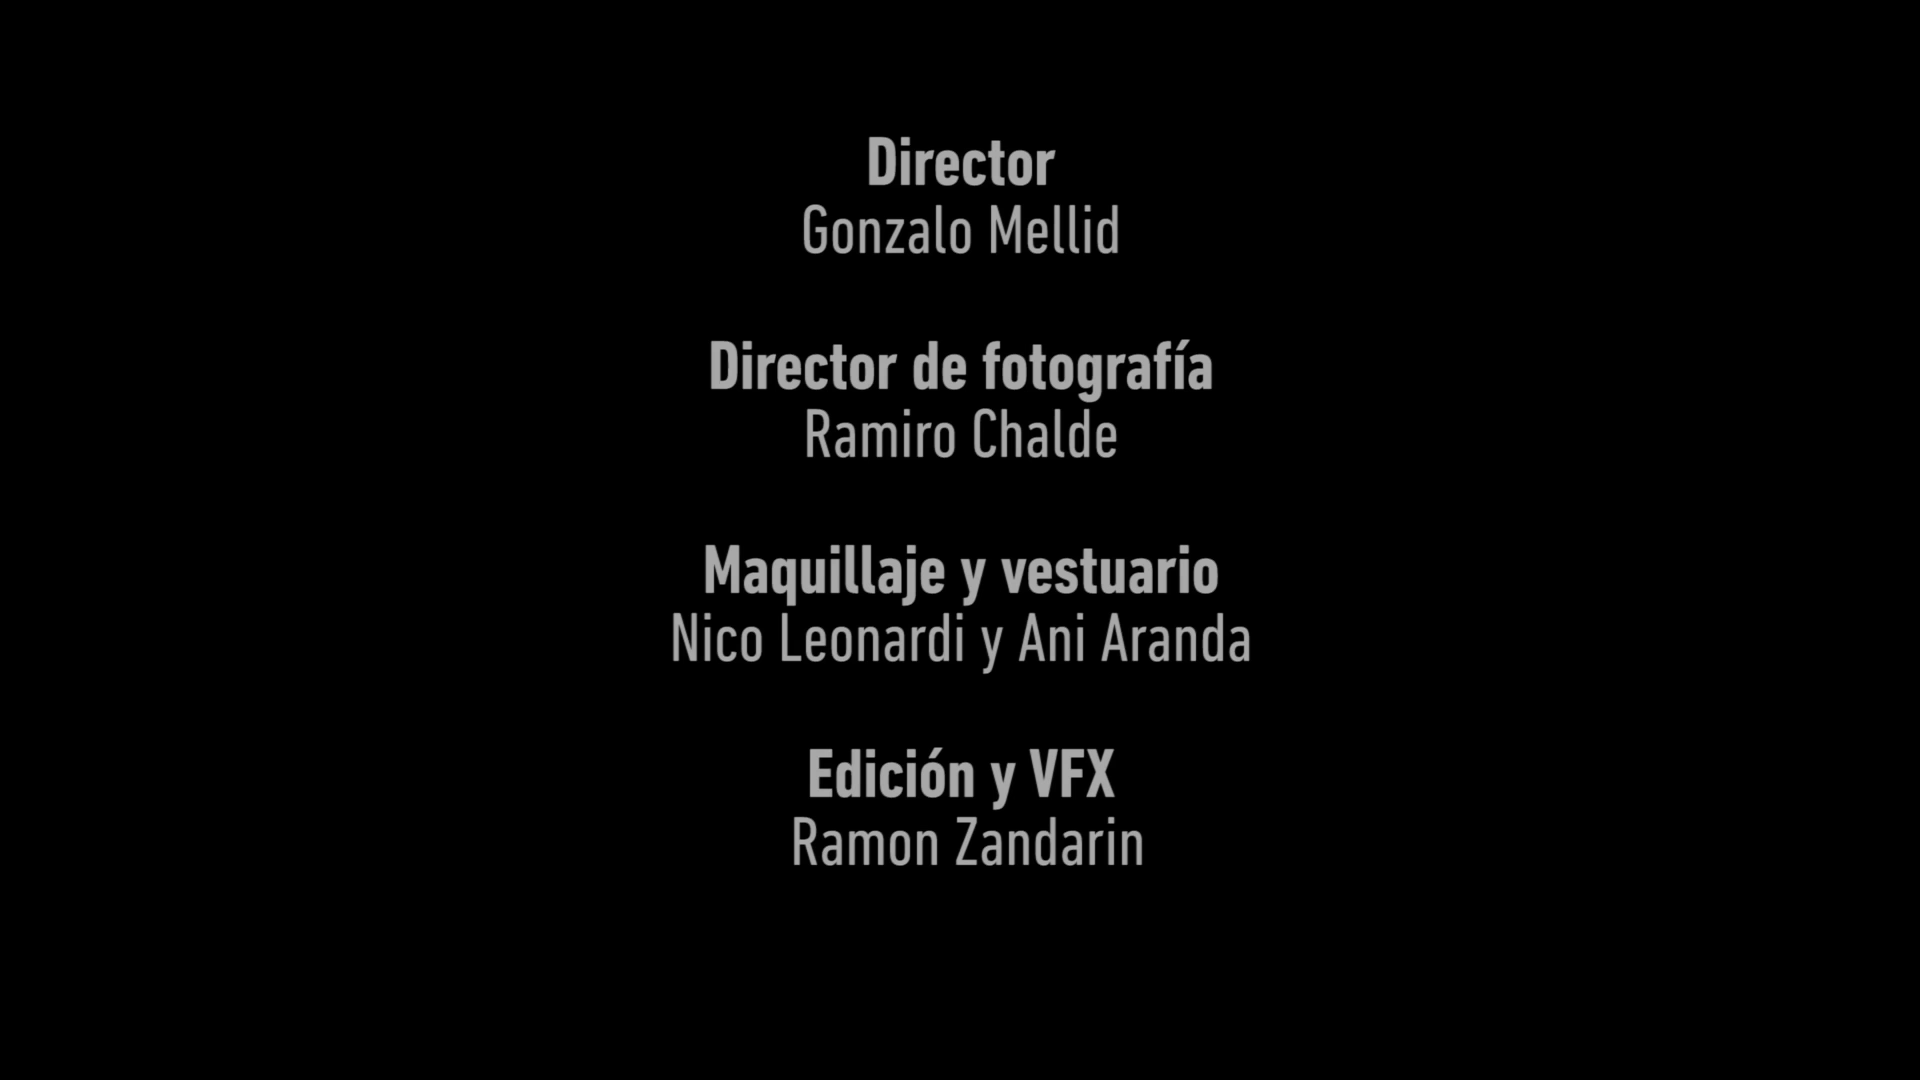 Director
Gonzalo Mellid
Director de fotografía
Ramiro Chalde
Maquillaje y vestuario
Nico Leonardi y Ani Aranda
Edición y VFX
Ramon Zandarin